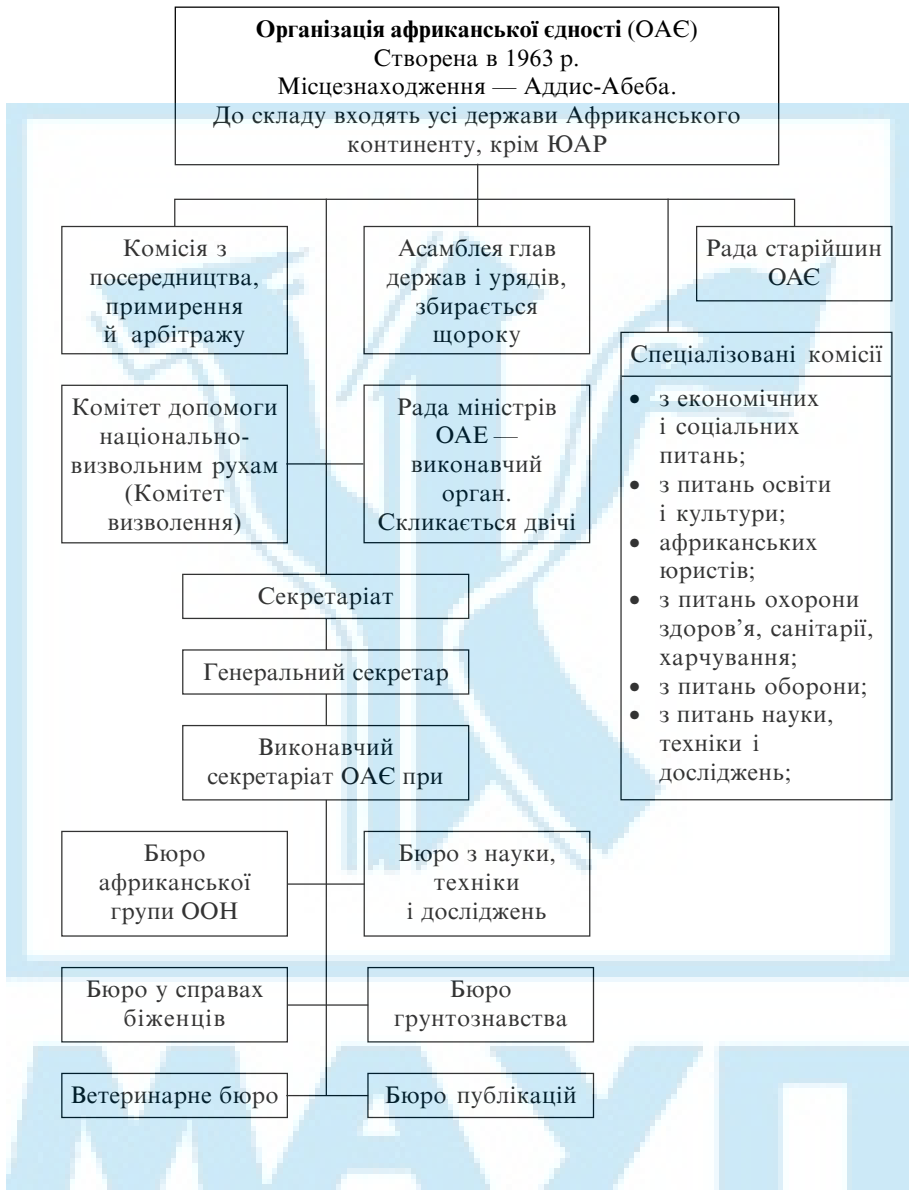 Організація африканської єдності (ОАЄ)
Створена в 1963 р.
Місцезнаходження — Аддис-Абеба.
До складу входять усі держави Африканського
континенту, крім ЮАР
Комісія з
посередництва,
примирення
й арбітражу
Асамблея глав
держав і урядів,
збирається
щороку
Рада старійшин
ОАЄ
Комітет допомоги
національно-
визвольним рухам
(Комітет
визволення)
Рада міністрів
ОАЕ —
виконавчий
орган.
Скликається двічі
Спеціалізовані комісії
• з економічних
і соціальних
питань;
• з питань освіти
і культури;
• африканських
юристів;
• з питань охорони
здоров’я, санітарії,
харчування;
• з питань оборони;
• з питань науки,
техніки і
досліджень;
Секретаріат
Генеральний секретар
Виконавчий
секретаріат ОАЄ при
Бюро
африканської
групи ООН
Бюро з науки,
техніки
і досліджень
Бюро у справах
біженців
Бюро
грунтознавства
Ветеринарне бюро
Бюро публікацій
МАУП